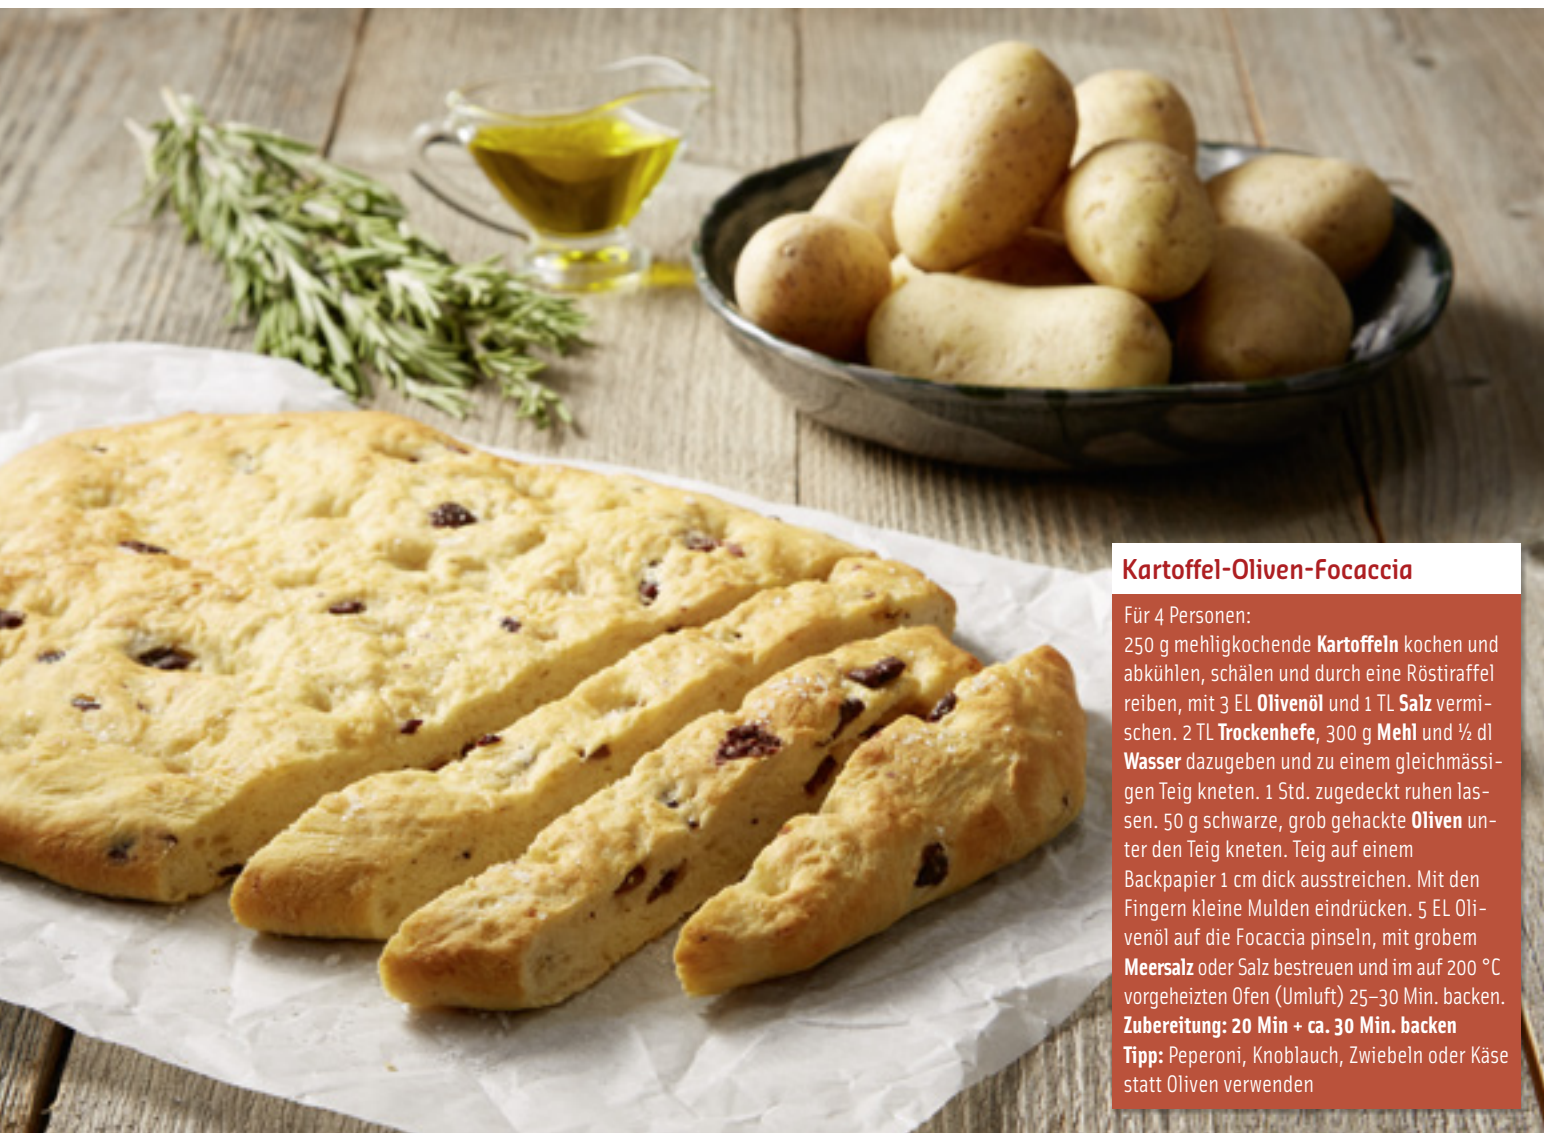 Kartoffel-Oliven-Focaccia
Für 4 Personen:
250 g mehligkochende Kartoffeln kochen und
abkühlen, schälen und durch eine Röstiraffel
reiben, mit 3 EL Olivenöl und 1 TL Salz vermi-
schen. 2 TL Trockenhefe, 300 g Mehl und ½ dl
Wasser dazugeben und zu einem gleichmässi-
gen Teig kneten. 1 Std. zugedeckt ruhen las-
sen. 50 g schwarze, grob gehackte Oliven un-
ter den Teig kneten. Teig auf einem
Backpapier 1 cm dick ausstreichen. Mit den
Fingern kleine Mulden eindrücken. 5 EL Oli-
venöl auf die Focaccia pinseln, mit grobem
Meersalz oder Salz bestreuen und im auf 200 °C
vorgeheizten Ofen (Umluft) 25–30 Min. backen.
Zubereitung: 20 Min + ca. 30 Min. backen
Tipp: Peperoni, Knoblauch, Zwiebeln oder Käse
statt Oliven verwenden